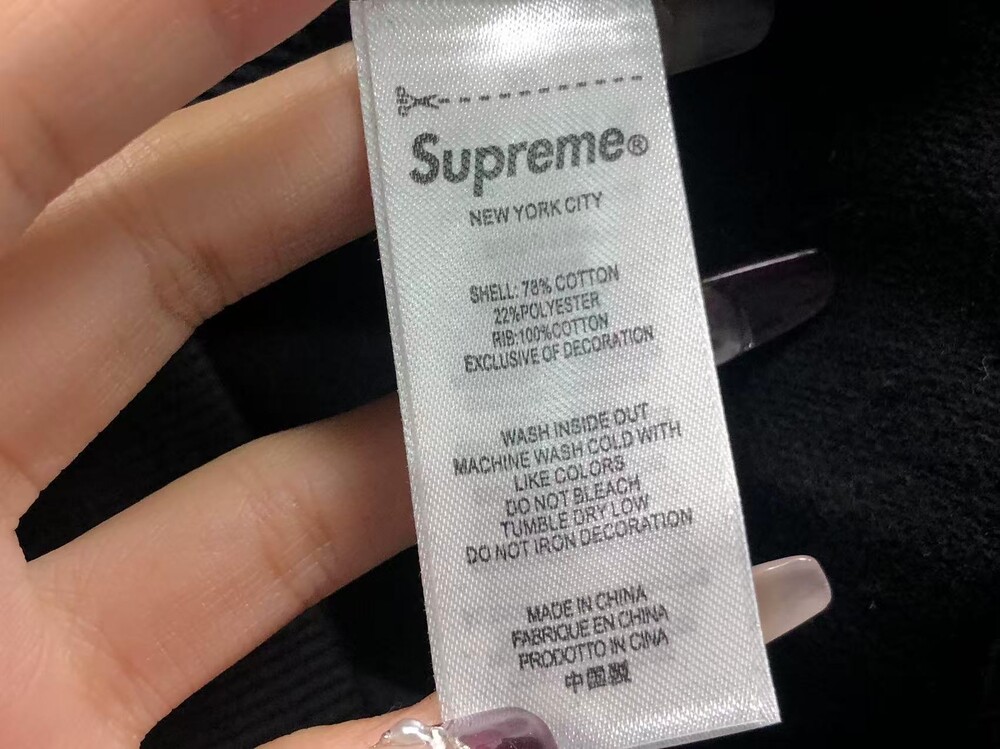 Supreme®
NEW YORK CITY
SHELL: 78% COTTON
22%POLYESTER
RIB:100%COTTON
EXCLUSIVE OF DECORATION
WASH INSIDE OUT
MACHINE WASH COLD WITH
LIKE COLORS
DO NOT BLEACH
TUMBLE DRY LOW
DO NOT IRON DECORATION
MADE IN CHINA
FABRIQUE EN CHINA
PRODOTTO IN CINA
中国製